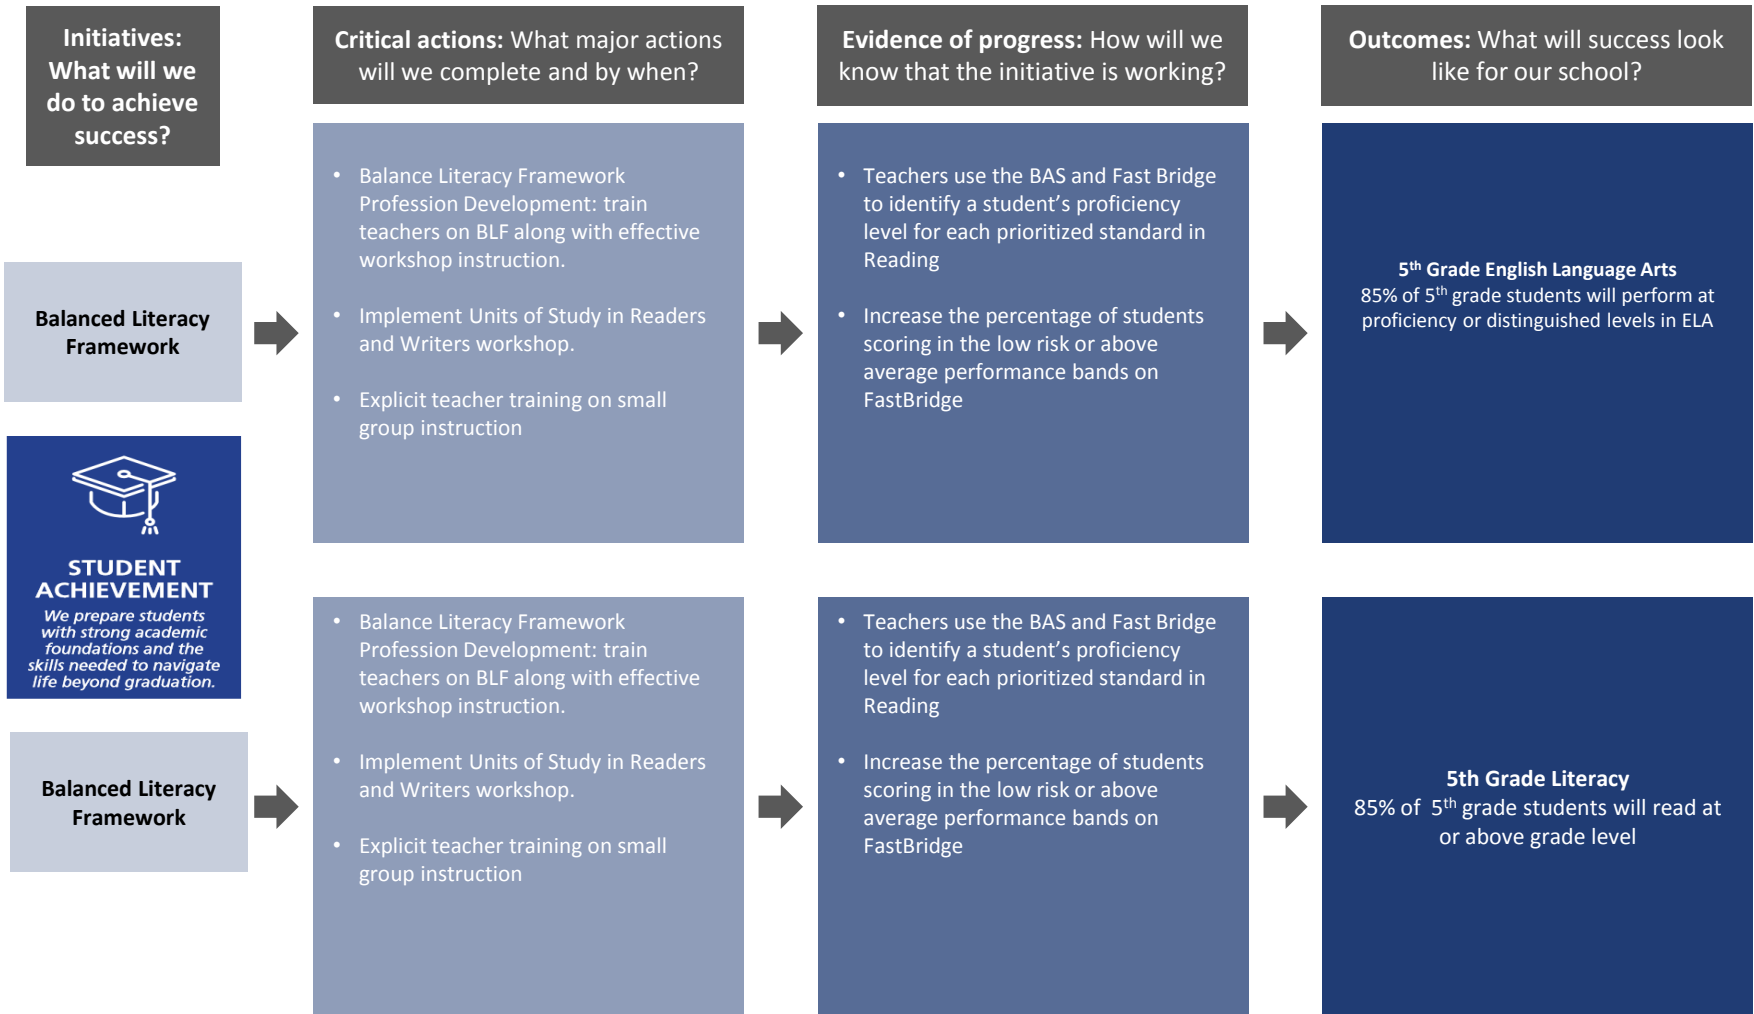 Initiatives:
What will we
do to achieve
success?
Critical actions: What major actions
will we complete and by when?
Evidence of progress: How will we
know that the initiative is working?
Outcomes: What will success look
like for our school?
Balanced Literacy
Framework
• Balance Literacy Framework
Profession Development: train
teachers on BLF along with effective
workshop instruction.
• Implement Units of Study in Readers
and Writers workshop.
• Explicit teacher training on small
group instruction
• Teachers use the BAS and Fast Bridge
to identify a student’s proficiency
level for each prioritized standard in
Reading
• Increase the percentage of students
scoring in the low risk or above
average performance bands on
FastBridge
5th Grade English Language Arts
85% of 5th grade students will perform at
proficiency or distinguished levels in ELA
STUDENT
ACHIEVEMENT
We prepare students
with strong academic
foundations and the
skills needed to navigate
life beyond graduation.
Balanced Literacy
Framework
• Balance Literacy Framework
Profession Development: train
teachers on BLF along with effective
workshop instruction.
• Implement Units of Study in Readers
and Writers workshop.
• Explicit teacher training on small
group instruction
• Teachers use the BAS and Fast Bridge
to identify a student’s proficiency
level for each prioritized standard in
Reading
• Increase the percentage of students
scoring in the low risk or above
average performance bands on
FastBridge
5th Grade Literacy
85% of 5th grade students will read at
or above grade level